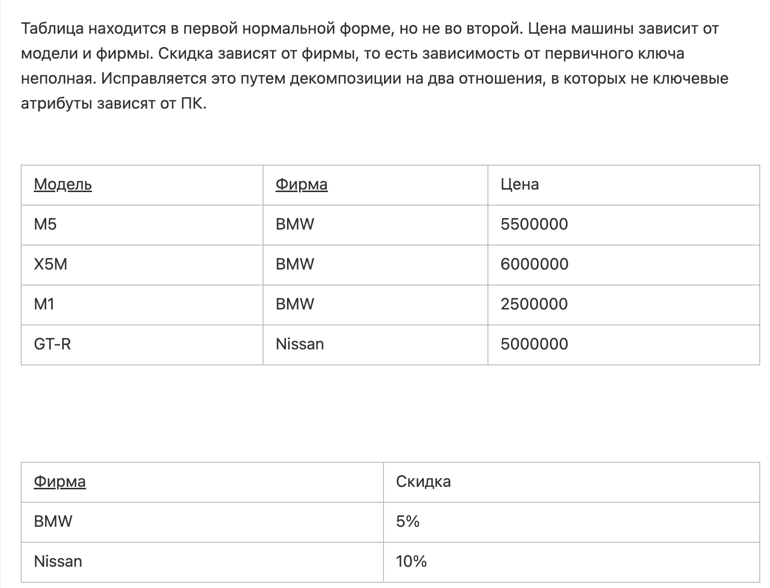 Таблица находится в первой нормальной форме, но не во второй. Цена машины зависит от
модели и фирмы. Скидка зависят от фирмы, то есть зависимость от первичного ключа
неполная. Исправляется это путем декомпозиции на два отношения, в которых не ключевые
атрибуты зависят от ПК.
Модель Фирма Цена
M5 BMW 5500000
X5M BMW 6000000
M1 BMW 2500000
GT-R Nissan 5000000
Фирма Скидка
BMW 5%
Nissan 10%